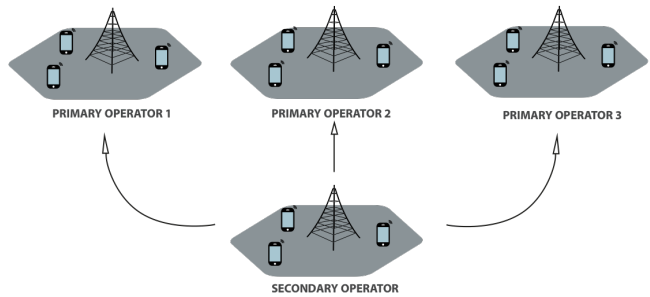 PRIMARY OPERATOR 1
PRIMARY OPERATOR 2
PRIMARY OPERATOR 3
SECONDARY OPERATOR